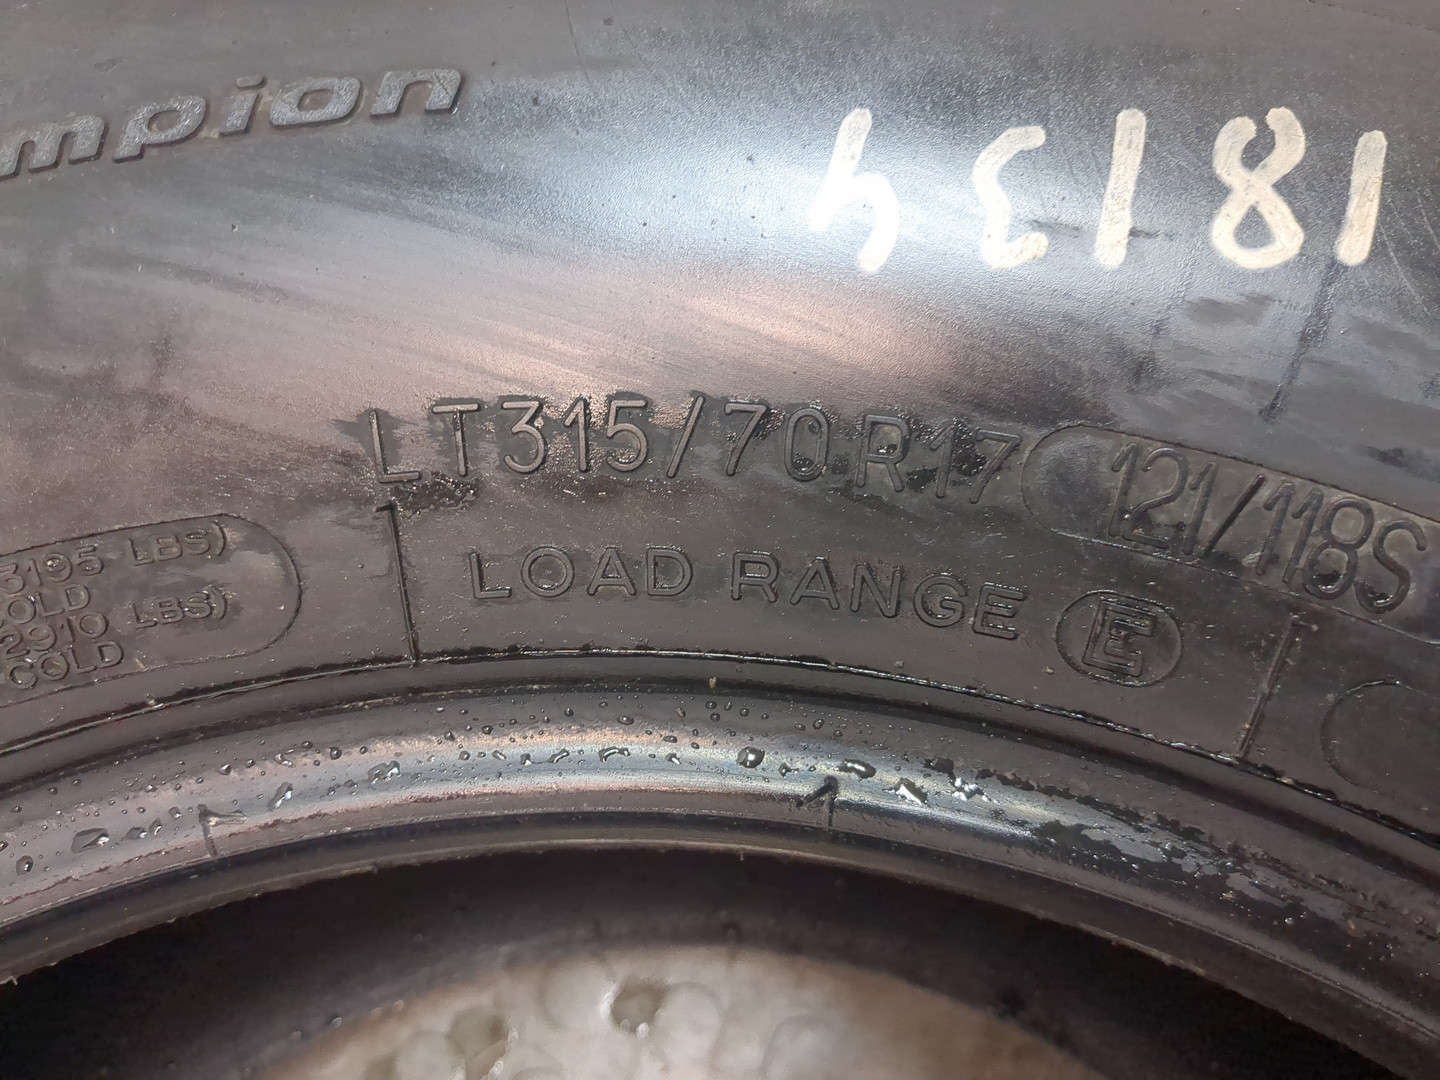 mpion
18134
LT315/70R17 121/118S
LOAD RANGE E
3195 LBS)
COLD
2910 LBS)
COLD